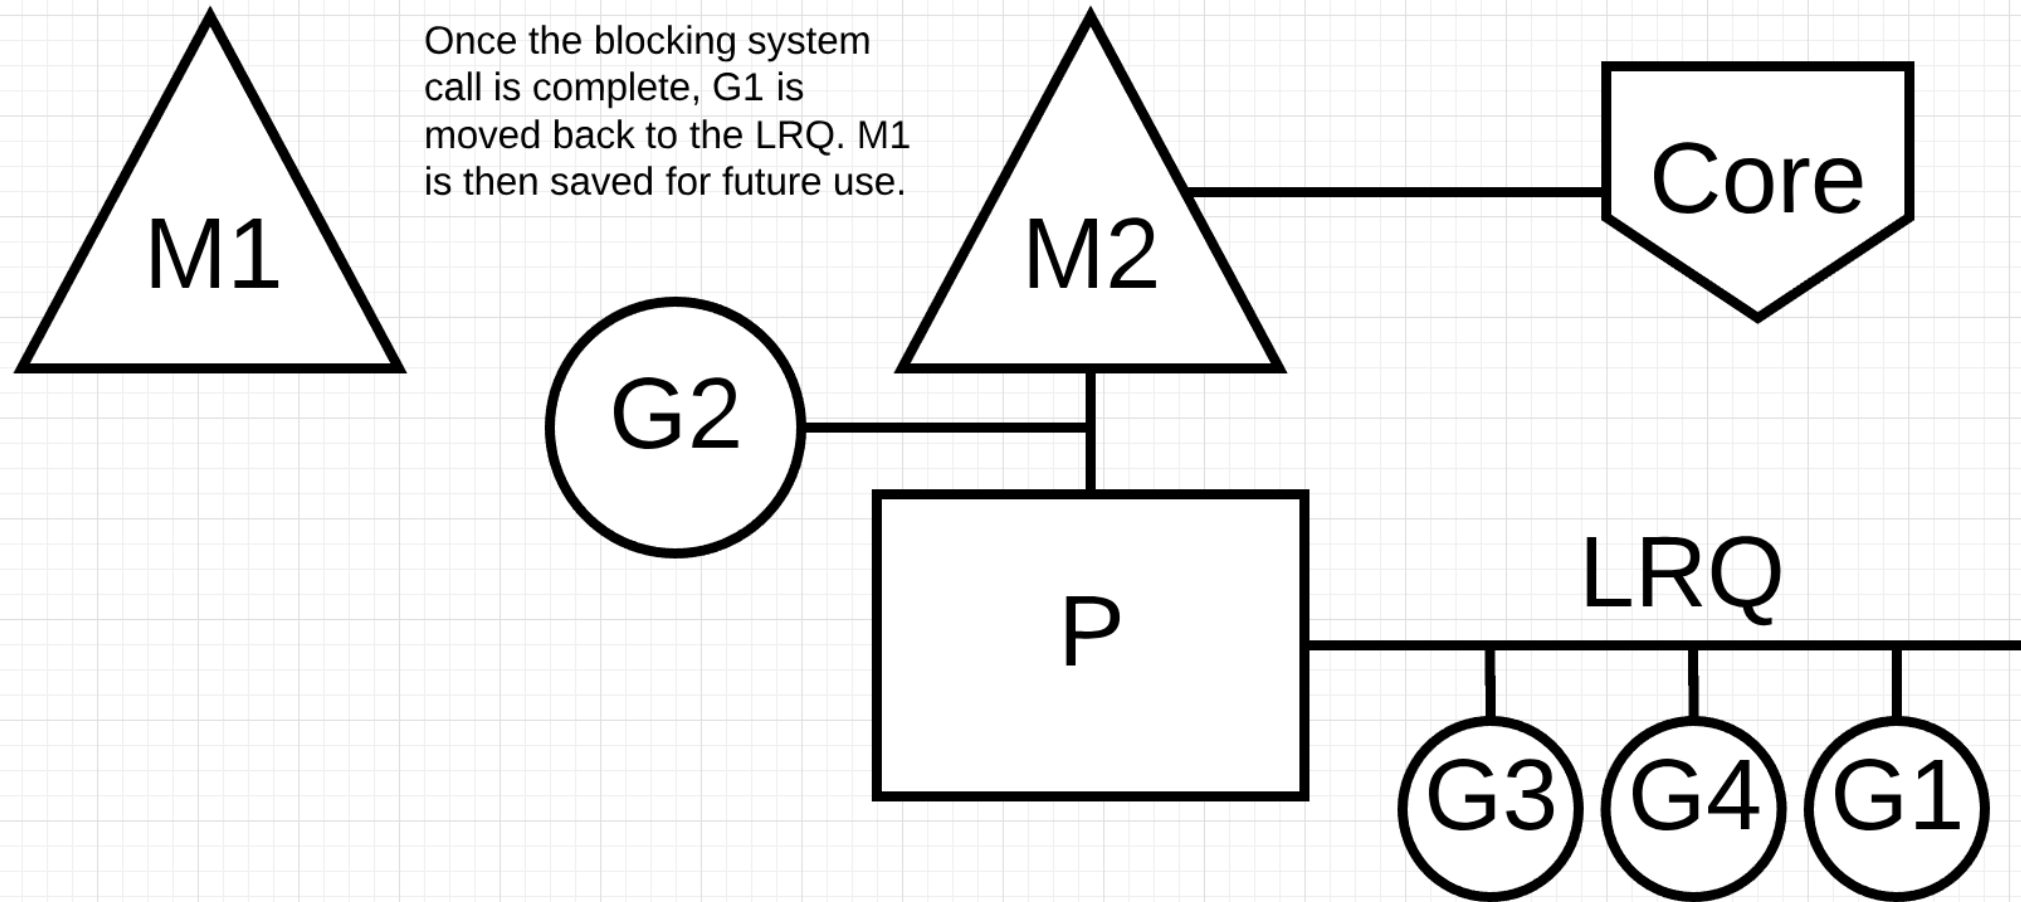 Once the blocking system
call is complete, G1 is
moved back to the LRQ. M1
is then saved for future use.
M1
M2
Core
G2
P
LRQ
G3
G4
G1